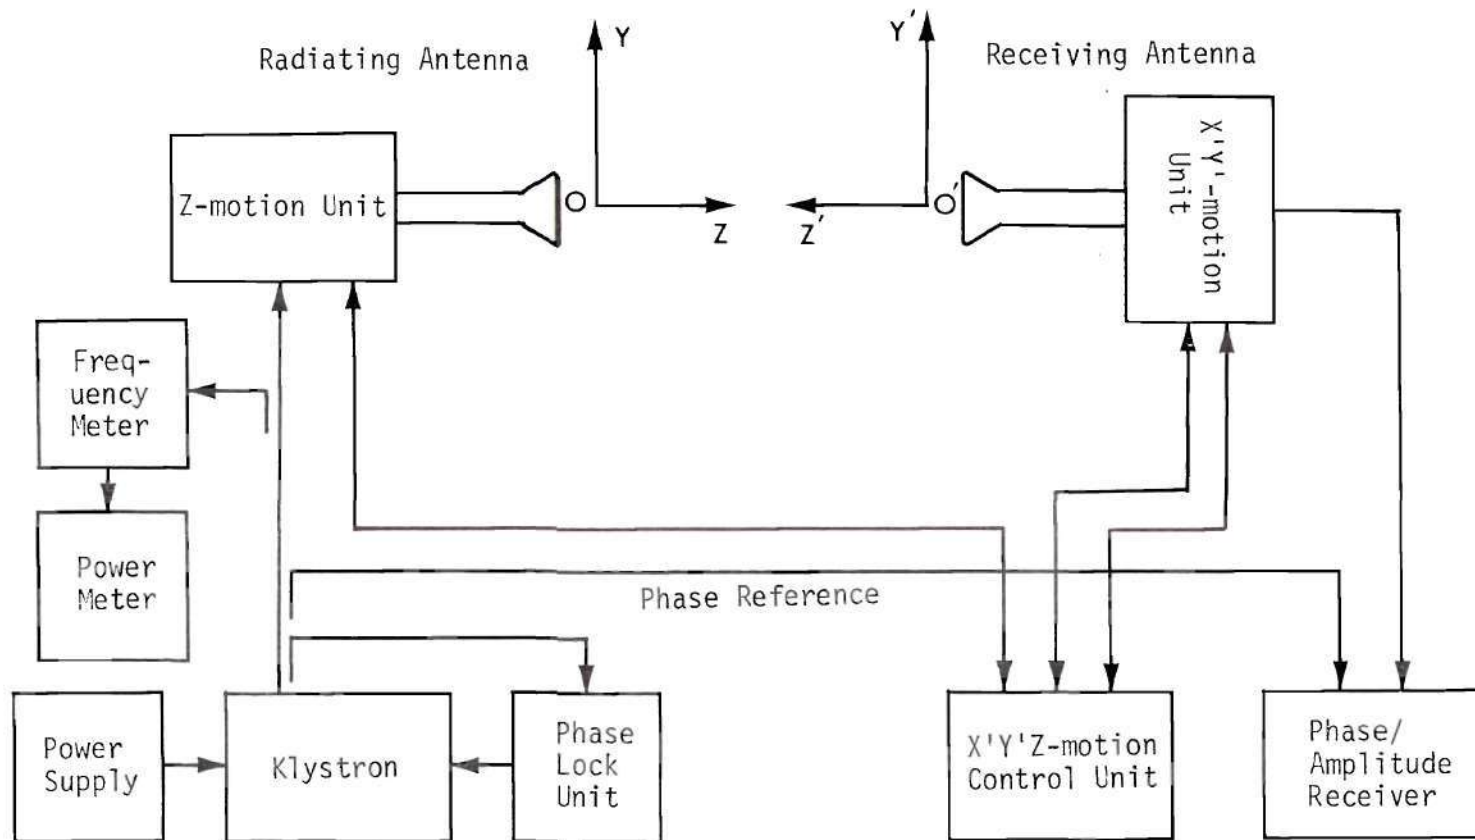 Radiating Antenna
Y
Y′
Receiving Antenna
Z-motion Unit
O
Z
Z′
O′
X'Y'-motion
Unit
Freq-
uency
Meter
Power
Meter
Phase Reference
Power
Supply
Klystron
Phase
Lock
Unit
X'Y'Z-motion
Control Unit
Phase/
Amplitude
Receiver